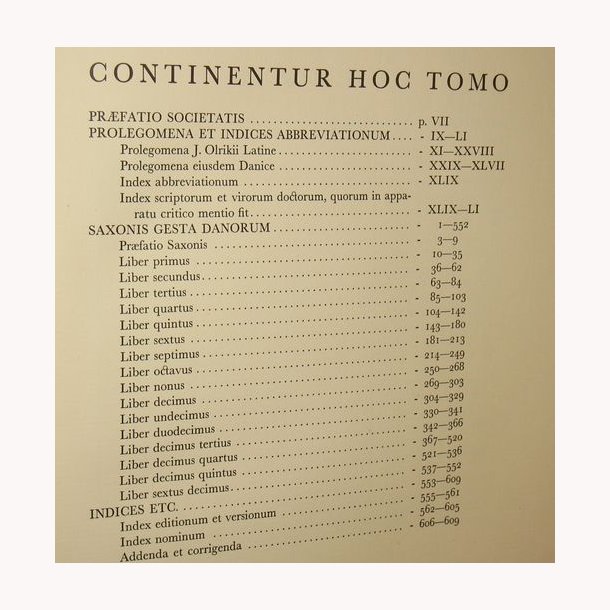 CONTINENTUR HOC TOMO
PRÆFATIO SOCIETATIS . . . . . . . . . . . . . . . . . . . . . . . . . . . . p. VII
PROLEGOMENA ET INDICES ABBREVIATIONUM . . . . - IX—LI
Prolegomena J. Olrikii Latine . . . . . . . . . . . . . . . . . . . . . . . - XI—XXVIII
Prolegomena eiusdem Danice . . . . . . . . . . . . . . . . . . . . . . . - XXIX—XLVII
Index abbreviationum . . . . . . . . . . . . . . . . . . . . . . . . . . . . - XLIX
Index scriptorum et virorum doctorum, quorum in appa-
ratu critico mentio fit . . . . . . . . . . . . . . . . . . . . . . . . . . . - XLIX—LI
SAXONIS GESTA DANORUM . . . . . . . . . . . . . . . . . . . . . . . - 1—552
Præfatio Saxonis . . . . . . . . . . . . . . . . . . . . . . . . . . . . . . . - 3—9
Liber primus . . . . . . . . . . . . . . . . . . . . . . . . . . . . . . . . . . - 10—35
Liber secundus . . . . . . . . . . . . . . . . . . . . . . . . . . . . . . . . - 36—62
Liber tertius . . . . . . . . . . . . . . . . . . . . . . . . . . . . . . . . . . - 63—84
Liber quartus . . . . . . . . . . . . . . . . . . . . . . . . . . . . . . . . . - 85—103
Liber quintus . . . . . . . . . . . . . . . . . . . . . . . . . . . . . . . . . - 104—142
Liber sextus . . . . . . . . . . . . . . . . . . . . . . . . . . . . . . . . . . - 143—180
Liber septimus . . . . . . . . . . . . . . . . . . . . . . . . . . . . . . . . - 181—213
Liber octavus . . . . . . . . . . . . . . . . . . . . . . . . . . . . . . . . . - 214—249
Liber nonus . . . . . . . . . . . . . . . . . . . . . . . . . . . . . . . . . . - 250—268
Liber decimus . . . . . . . . . . . . . . . . . . . . . . . . . . . . . . . . - 269—303
Liber undecimus . . . . . . . . . . . . . . . . . . . . . . . . . . . . . . - 304—329
Liber duodecimus . . . . . . . . . . . . . . . . . . . . . . . . . . . . . - 330—341
Liber decimus tertius . . . . . . . . . . . . . . . . . . . . . . . . . . - 342—366
Liber decimus quartus . . . . . . . . . . . . . . . . . . . . . . . . . - 367—520
Liber decimus quintus . . . . . . . . . . . . . . . . . . . . . . . . . - 521—536
Liber sextus decimus . . . . . . . . . . . . . . . . . . . . . . . . . . - 537—552
INDICES ETC. . . . . . . . . . . . . . . . . . . . . . . . . . . . . . . . . - 553—609
Index editionum et versionum . . . . . . . . . . . . . . . . . . . - 555—561
Index nominum . . . . . . . . . . . . . . . . . . . . . . . . . . . . . . - 562—605
Addenda et corrigenda . . . . . . . . . . . . . . . . . . . . . . . . - 606—609